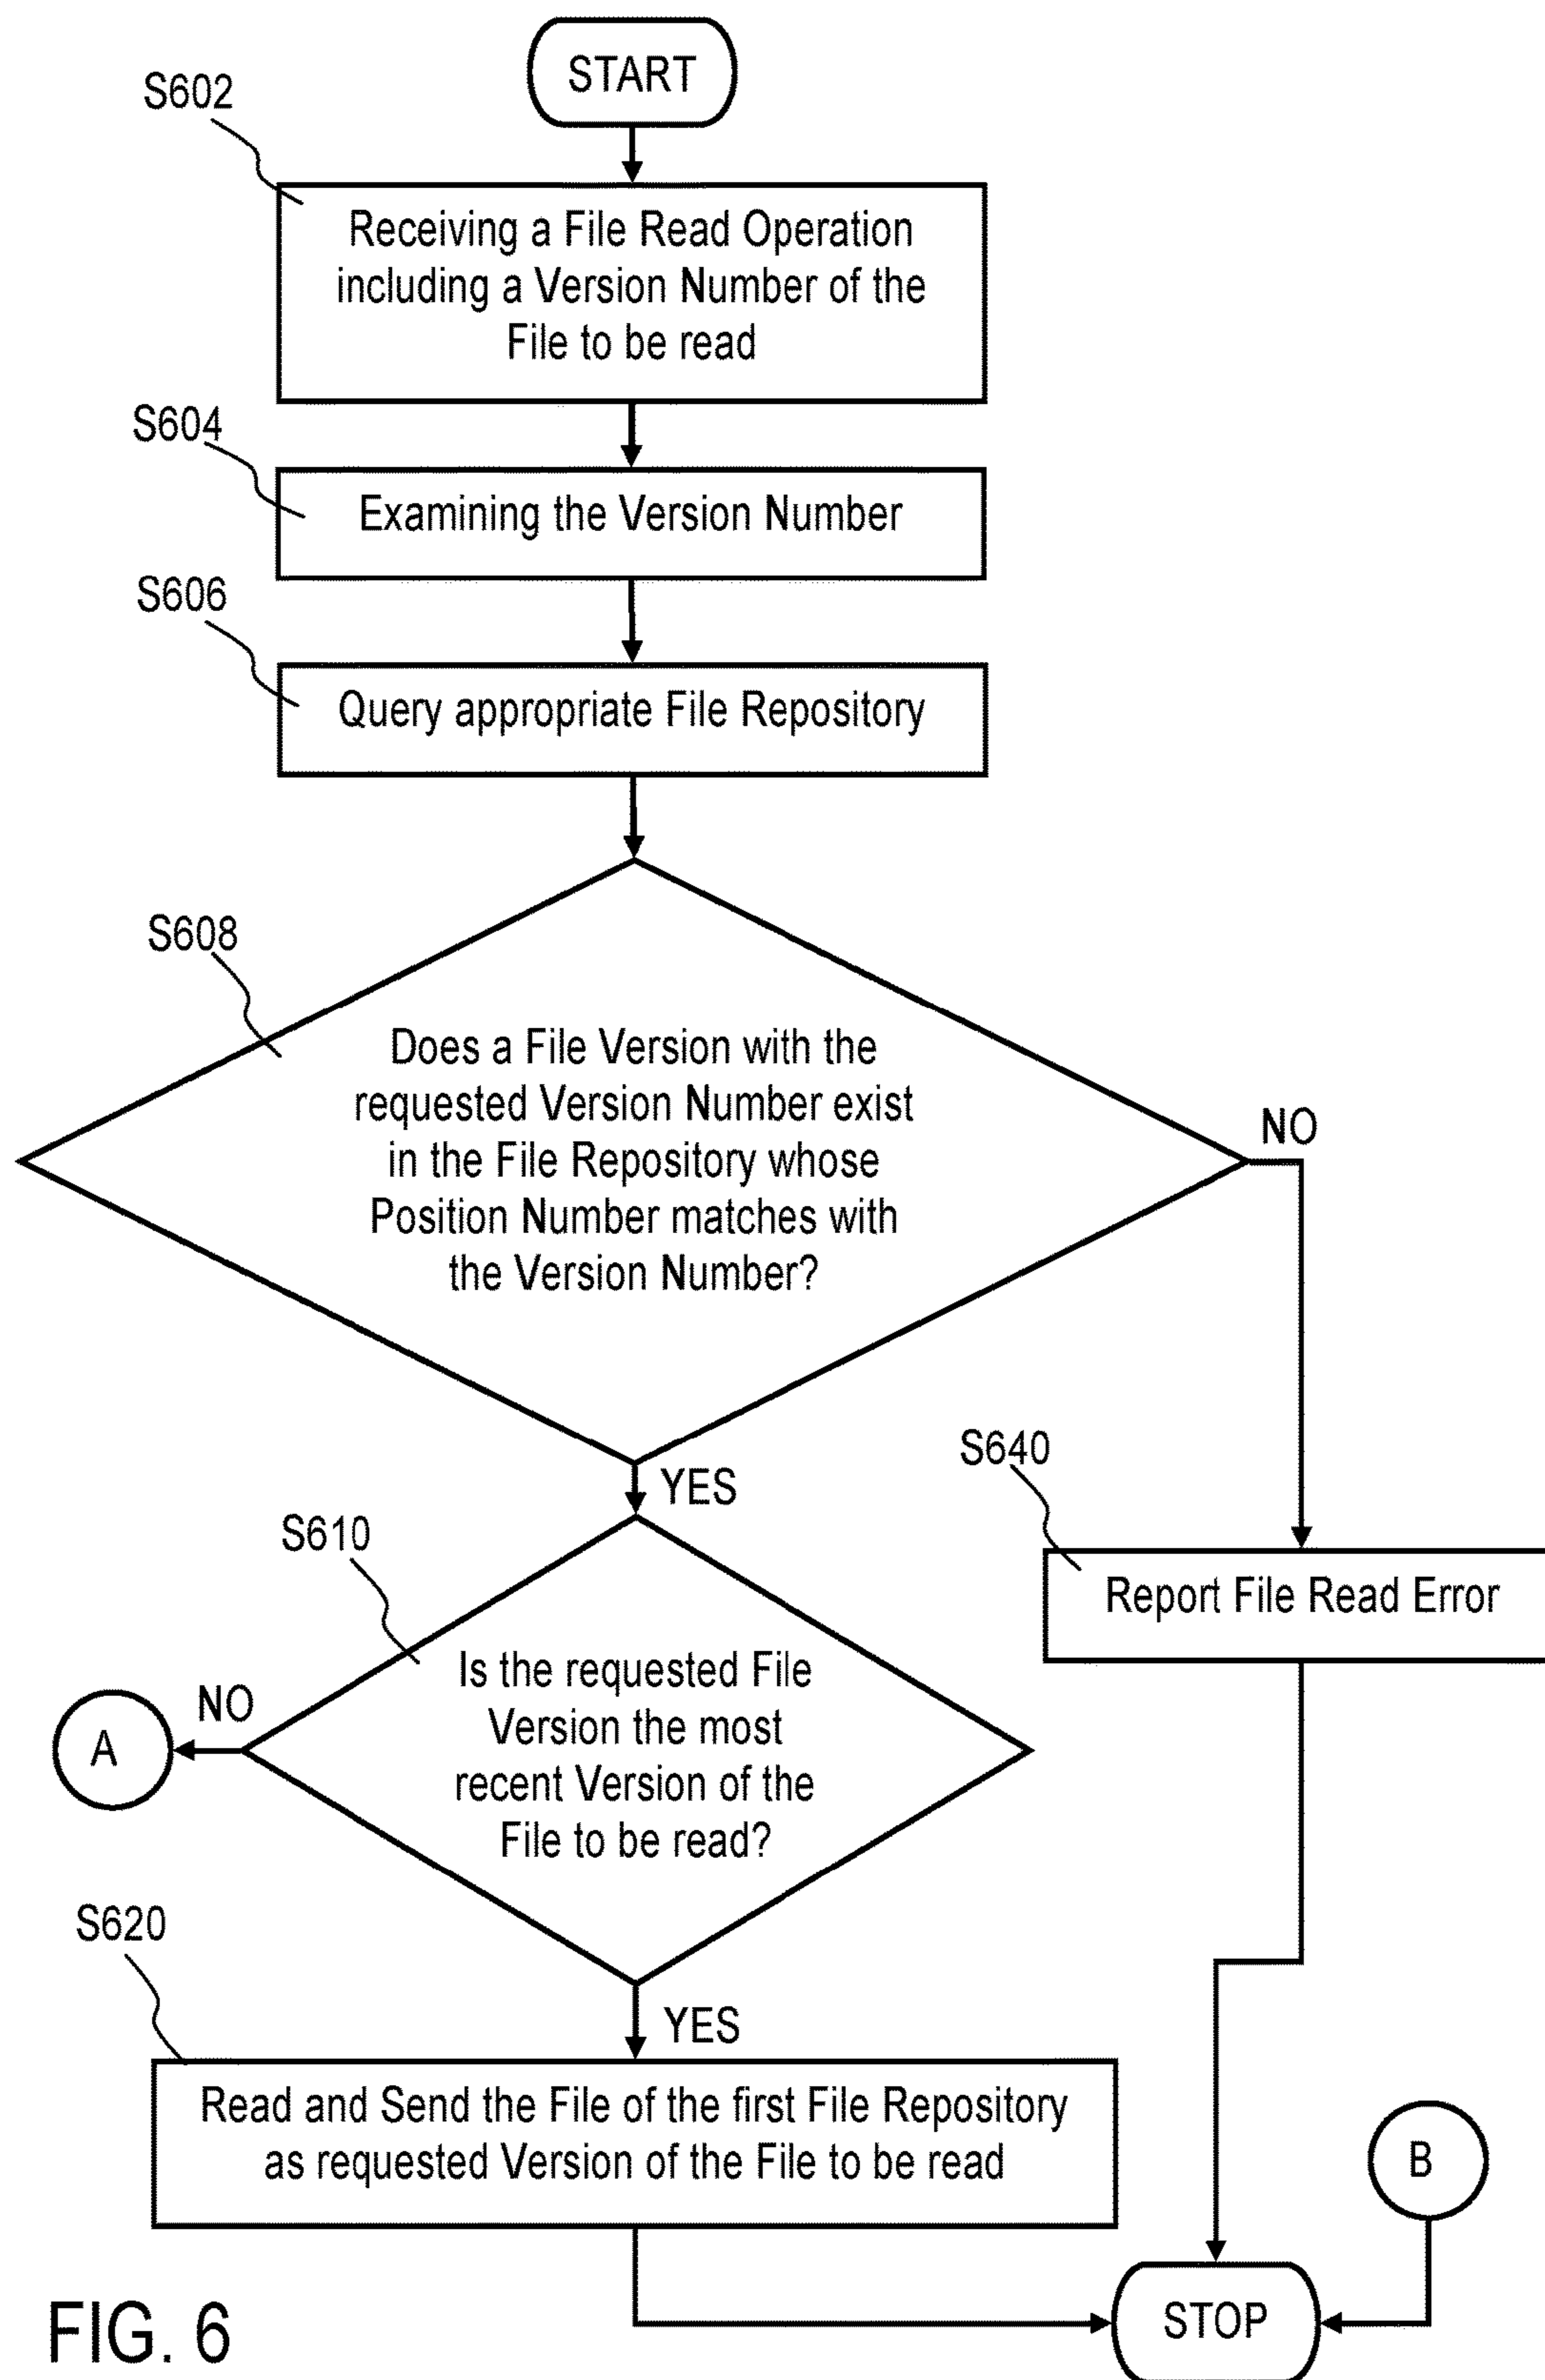 START
S602
Receiving a File Read Operation
including a Version Number of the
File to be read
S604
Examining the Version Number
S606
Query appropriate File Repository
S608
Does a File Version with the
requested Version Number exist
in the File Repository whose
Position Number matches with
the Version Number?
NO
YES
S640
Report File Read Error
S610
Is the requested File
Version the most
recent Version of the
File to be read?
NO
A
YES
S620
Read and Send the File of the first File Repository
as requested Version of the File to be read
B
STOP
FIG. 6